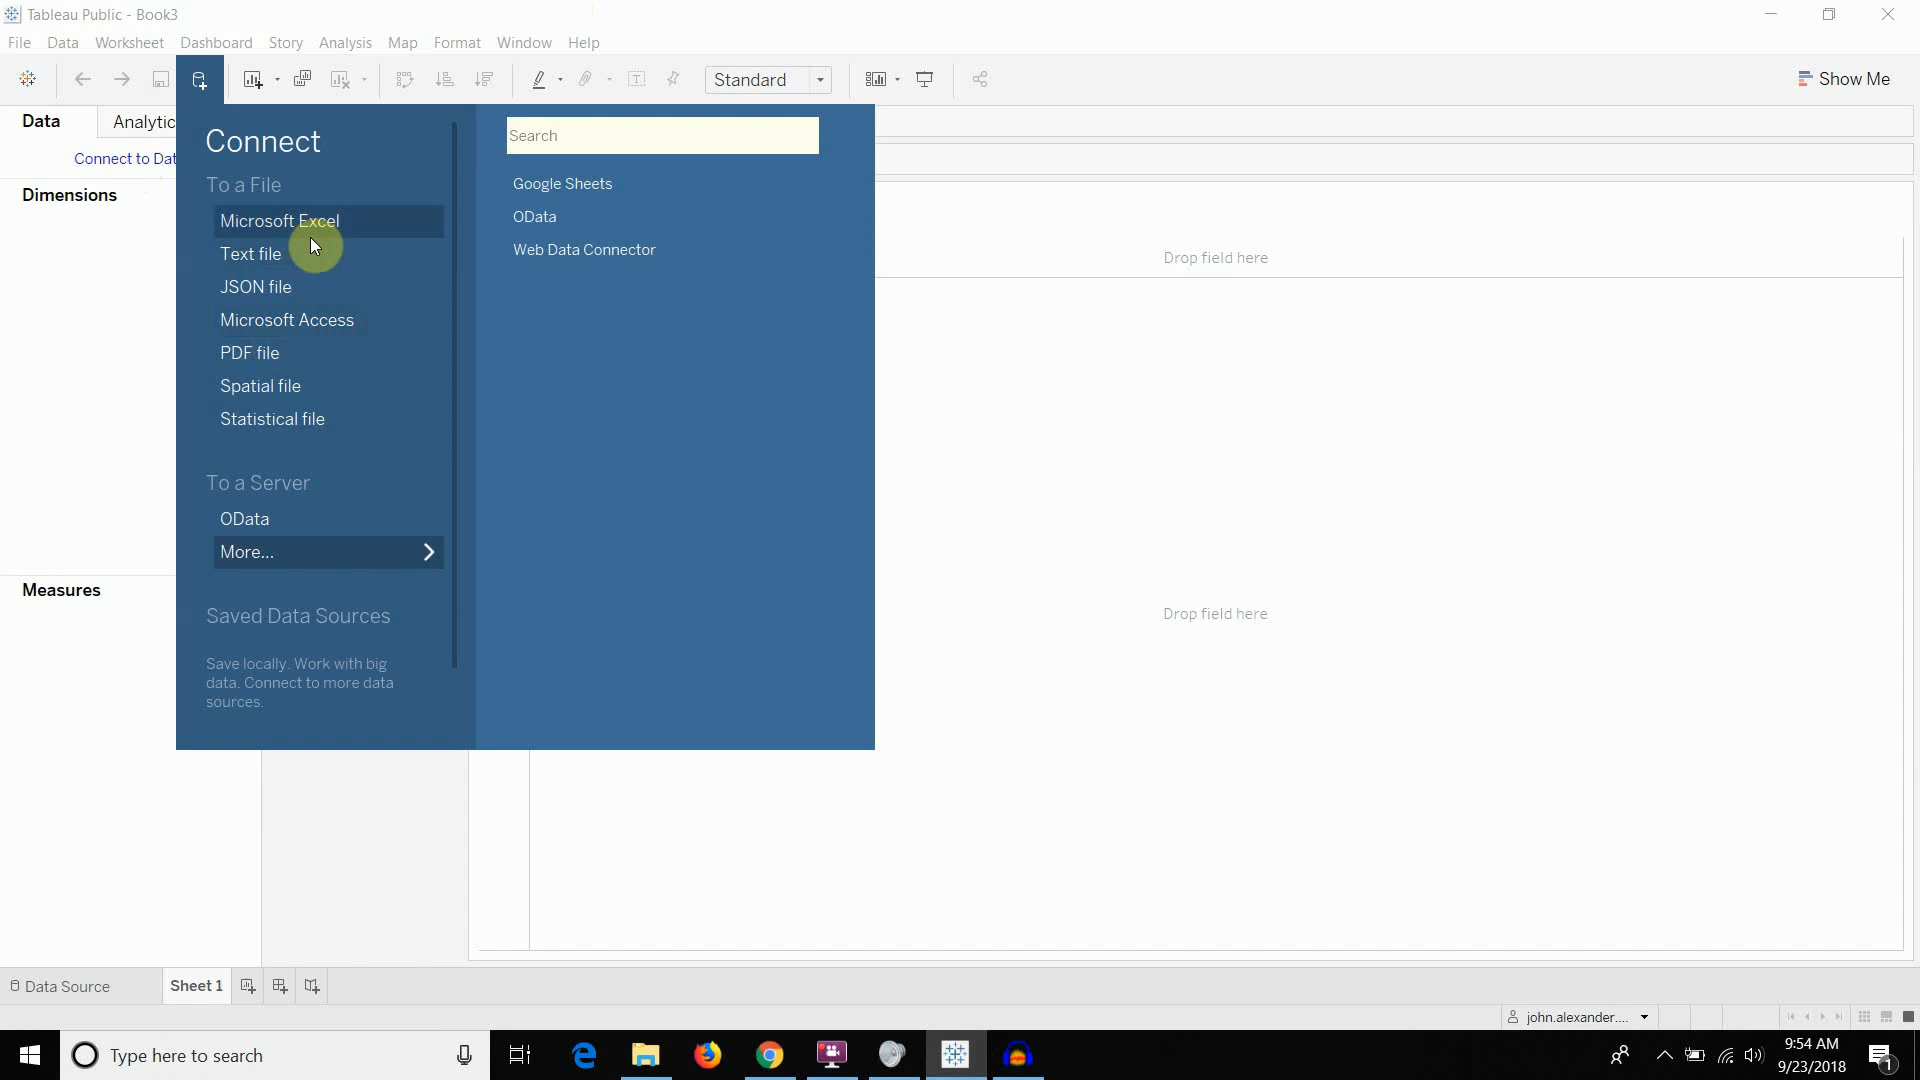 Tableau Public - Book3
File Data Worksheet Dashboard Story Analysis Map Format Window Help
Standard
Show Me
Data Analytic
Connect to Dat
Dimensions
Measures
Connect
To a File
Microsoft Excel
Text file
JSON file
Microsoft Access
PDF file
Spatial file
Statistical file
To a Server
OData
More...
Saved Data Sources
Save locally. Work with big
data. Connect to more data
sources.
Search
Google Sheets
OData
Web Data Connector
Drop field here
Drop field here
Data Source Sheet 1
john.alexander....
Type here to search
9:54 AM
9/23/2018
1